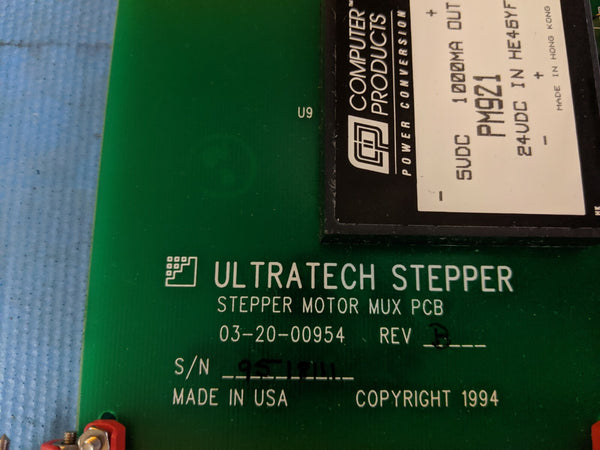 COMPUTER™
PRODUCTS
POWER CONVERSION
- +
5VDC 1000MA OUT
PM921
24VDC IN HE46YF
- +
MADE IN HONG KONG
U9
ULTRATECH STEPPER
STEPPER MOTOR MUX PCB
03-20-00954 REV B
S/N
MADE IN USA COPYRIGHT 1994